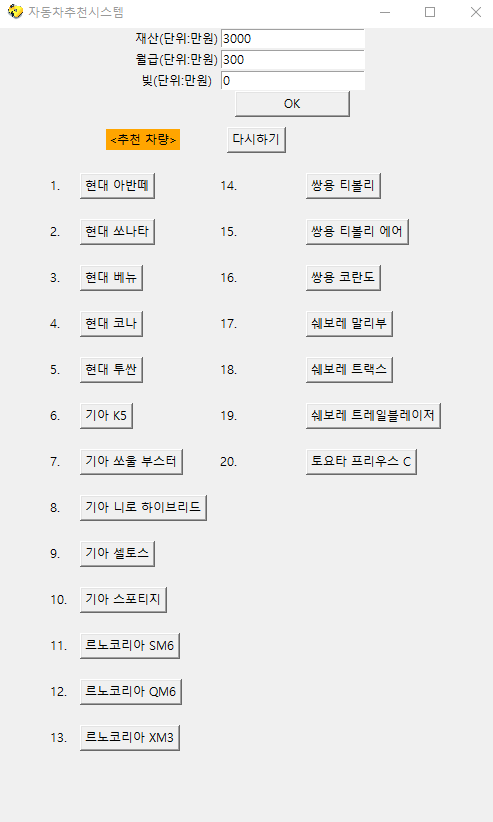 자동차추천시스템
재산(단위:만원) 3000
월급(단위:만원) 300
빚(단위:만원) 0
OK
<추천 차량> 다시하기
1. 현대 아반떼
2. 현대 쏘나타
3. 현대 베뉴
4. 현대 코나
5. 현대 투싼
6. 기아 K5
7. 기아 쏘울 부스터
8. 기아 니로 하이브리드
9. 기아 셀토스
10. 기아 스포티지
11. 르노코리아 SM6
12. 르노코리아 QM6
13. 르노코리아 XM3
14. 쌍용 티볼리
15. 쌍용 티볼리 에어
16. 쌍용 코란도
17. 쉐보레 말리부
18. 쉐보레 트랙스
19. 쉐보레 트레일블레이저
20. 토요타 프리우스 C